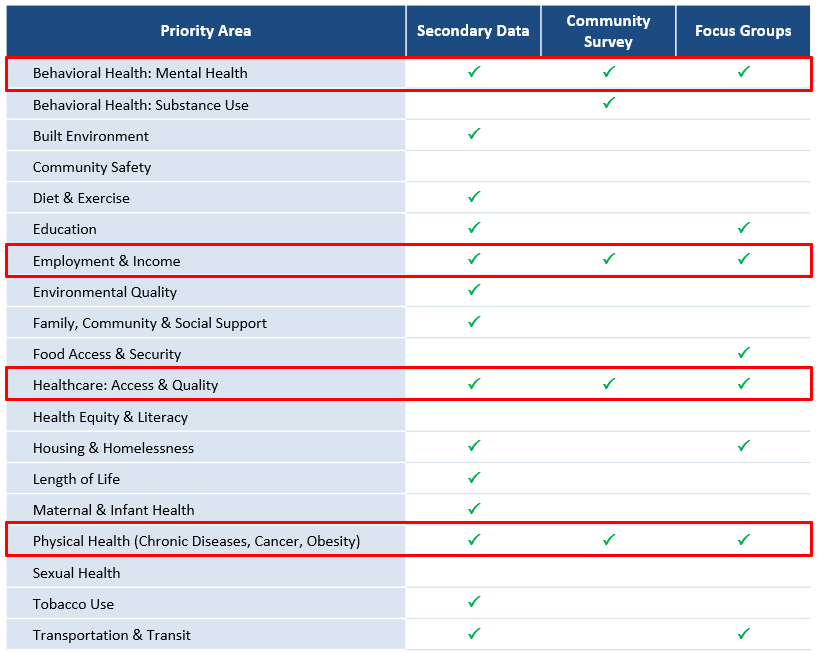 Priority Area Secondary Data Community Survey Focus Groups
Behavioral Health: Mental Health ✓ ✓ ✓
Behavioral Health: Substance Use ✓
Built Environment ✓
Community Safety
Diet & Exercise ✓
Education ✓ ✓
Employment & Income ✓ ✓ ✓
Environmental Quality ✓
Family, Community & Social Support ✓
Food Access & Security ✓
Healthcare: Access & Quality ✓ ✓ ✓
Health Equity & Literacy
Housing & Homelessness ✓ ✓
Length of Life ✓
Maternal & Infant Health ✓
Physical Health (Chronic Diseases, Cancer, Obesity) ✓ ✓ ✓
Sexual Health
Tobacco Use ✓
Transportation & Transit ✓ ✓